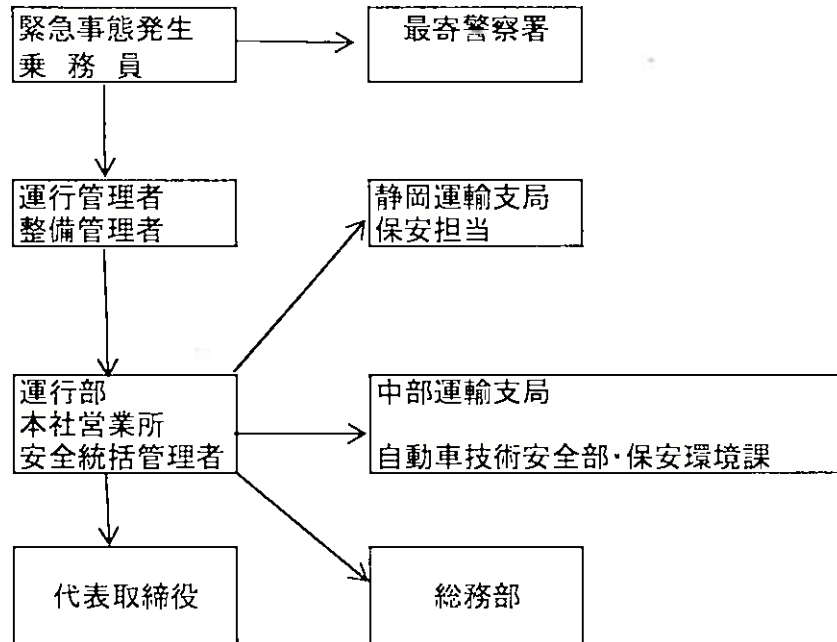 緊急事態発生
乗務員
最寄警察署
運行管理者
整備管理者
静岡運輸支局
保安担当
運行部
本社営業所
安全統括管理者
中部運輸支局
自動車技術安全部・保安環境課
代表取締役
総務部